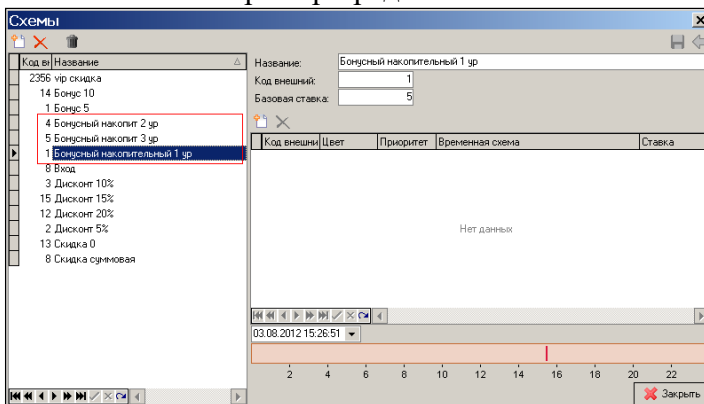 Схемы
Код вн Название
2356 vip скидка
14 Бонус 10
1 Бонус 5
4 Бонусный накопит 2 ур
5 Бонусный накопит 3 ур
1 Бонусный накопительный 1 ур
8 Вход
3 Дисконт 10%
15 Дисконт 15%
12 Дисконт 20%
2 Дисконт 5%
13 Скидка 0
8 Скидка суммовая
Название: Бонусный накопительный 1 ур
Код внешний: 1
Базовая ставка: 5
Код внешни Цвет Приоритет Временная схема Ставка
Нет данных
03.08.2012 15:26:51
2 4 6 8 10 12 14 16 18 20 22
Закрыть